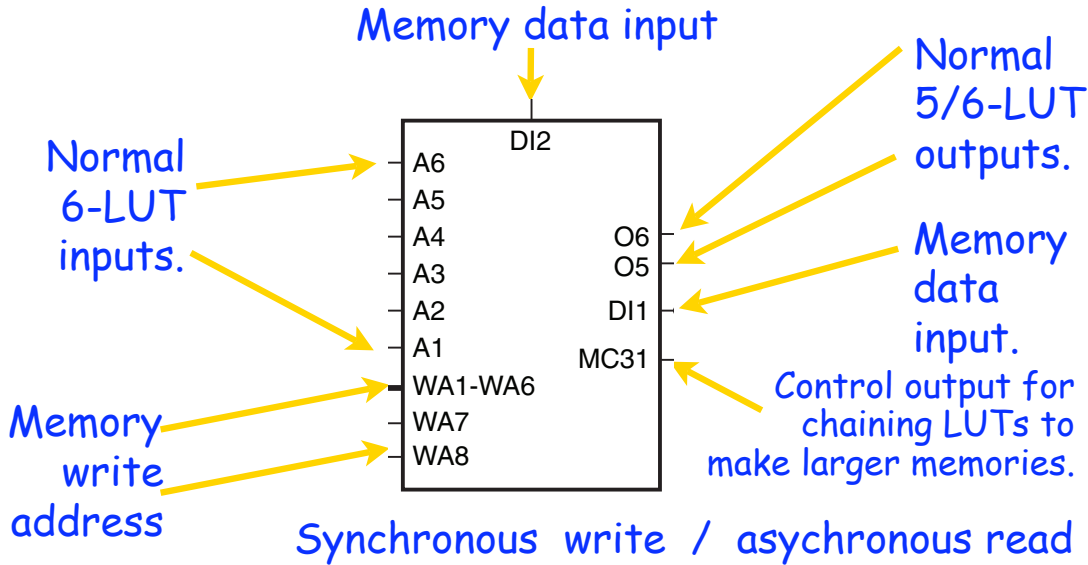 Memory data input
Normal
6-LUT
inputs.
Memory
write
address
DI2
A6
A5
A4
A3
A2
A1
WA1-WA6
WA7
WA8
O6
O5
DI1
MC31
Normal
5/6-LUT
outputs.
Memory
data
input.
Control output for
chaining LUTs to
make larger memories.
Synchronous write / asychronous read